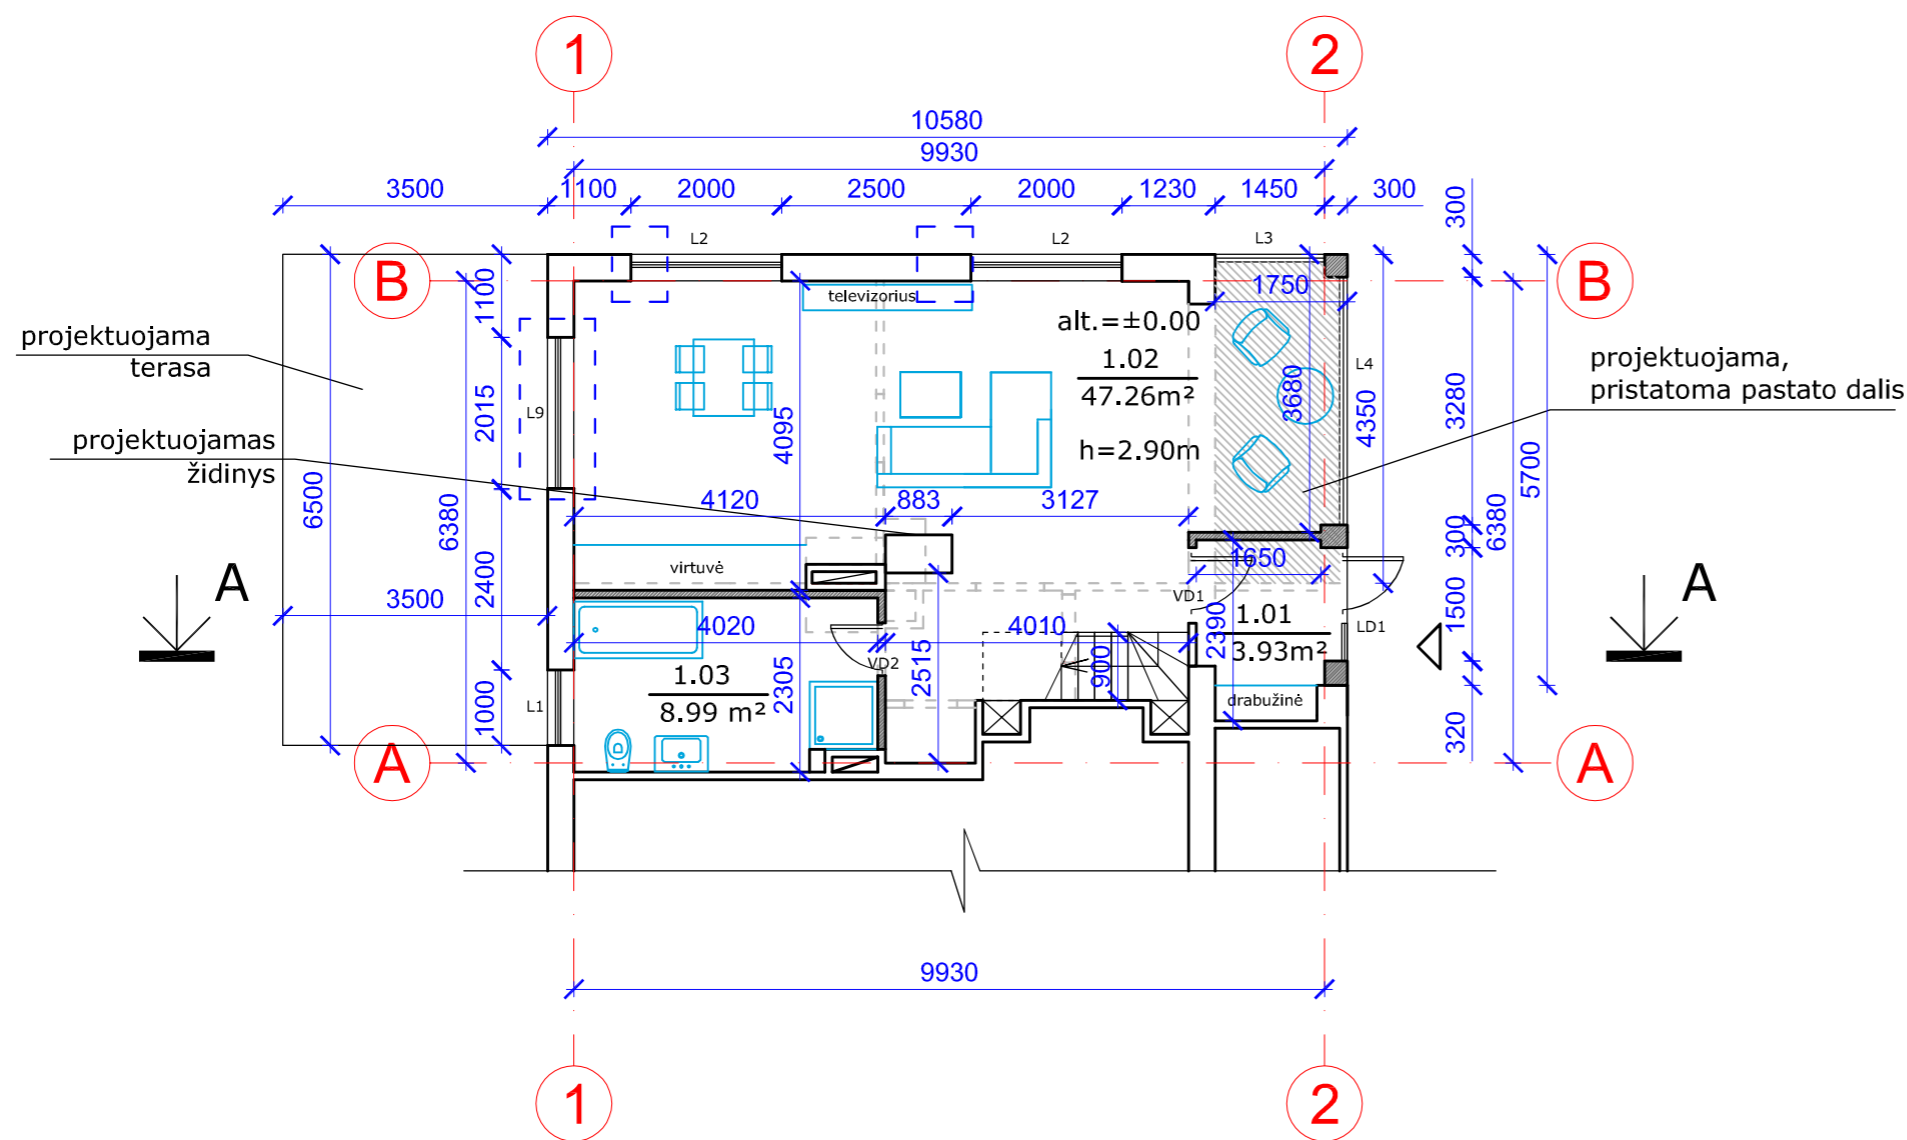 1
2
10580
9930
3500
1100
2000
2500
2000
1230
1450
300
300
L2
L2
L3
B
B
televizorius
1750
alt.=±0.00
1.02
47.26m²
h=2.90m
projektuojama
terasa
projektuojama,
pristatoma pastato dalis
projektuojamas
židinys
1100
2015
2400
1000
6500
6380
L9
L1
L4
4095
3680
4350
3280
300
1500
320
6380
5700
4120
883
3127
virtuvė
1650
VD1
1.01
3.93m²
LD1
2390
A
A
3500
4020
4010
VD2
1.03
8.99 m²
2305
2515
900
drabužinė
A
A
9930
1
2